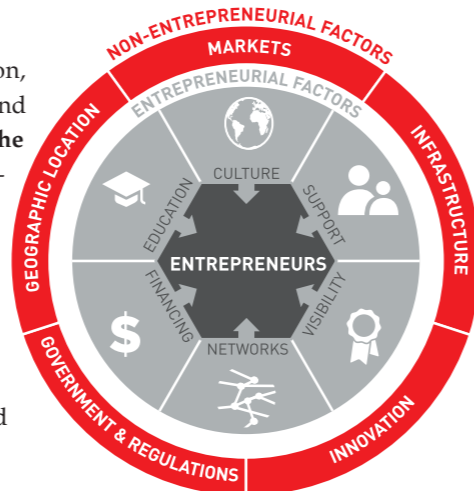 on,
nd
he
-
d
NON-ENTREPRENEURIAL FACTORS
MARKETS
ENTREPRENEURIAL FACTORS
GEOGRAPHIC LOCATION
INFRASTRUCTURE
GOVERNMENT & REGULATIONS
INNOVATION
CULTURE
EDUCATION
SUPPORT
ENTREPRENEURS
FINANCING
VISIBILITY
NETWORKS
$